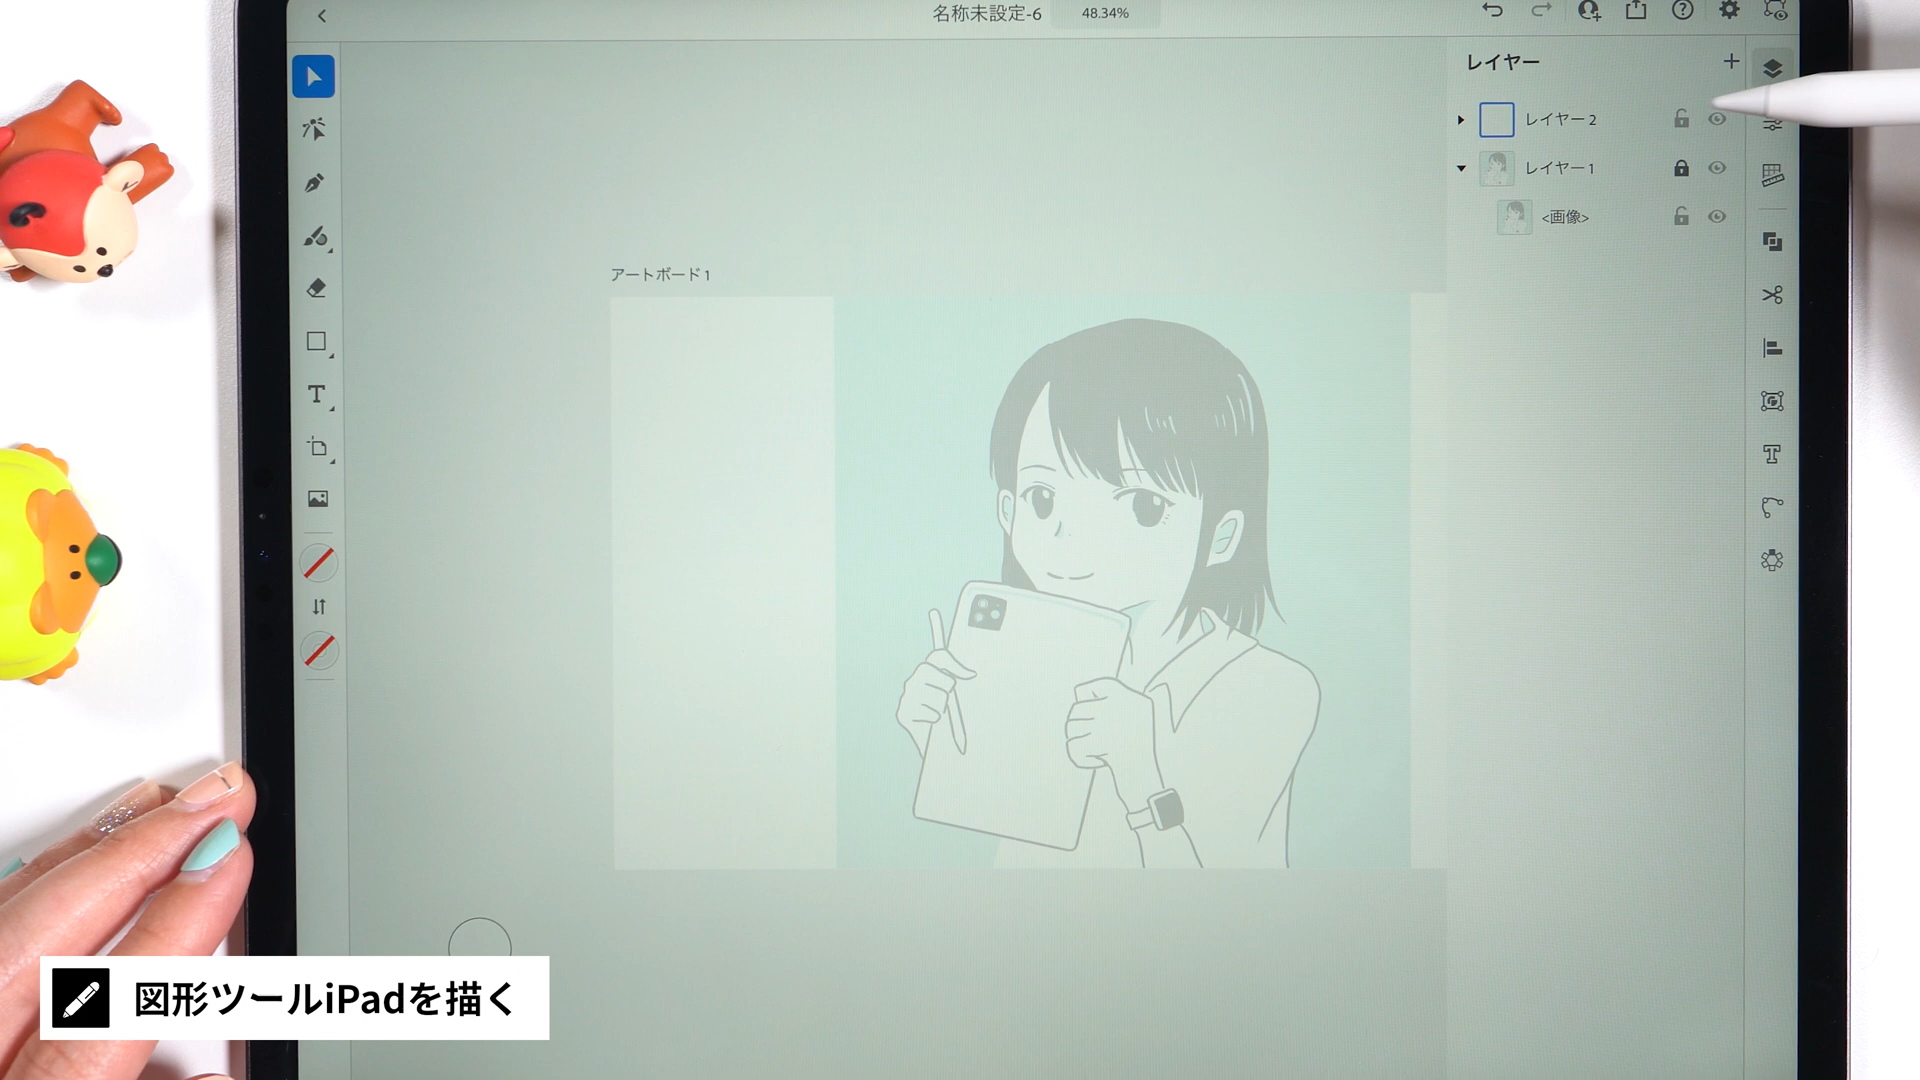 名称未設定-6
48.34%
レイヤー
レイヤー 2
レイヤー 1
<画像>
アートボード 1
図形ツールiPadを描く